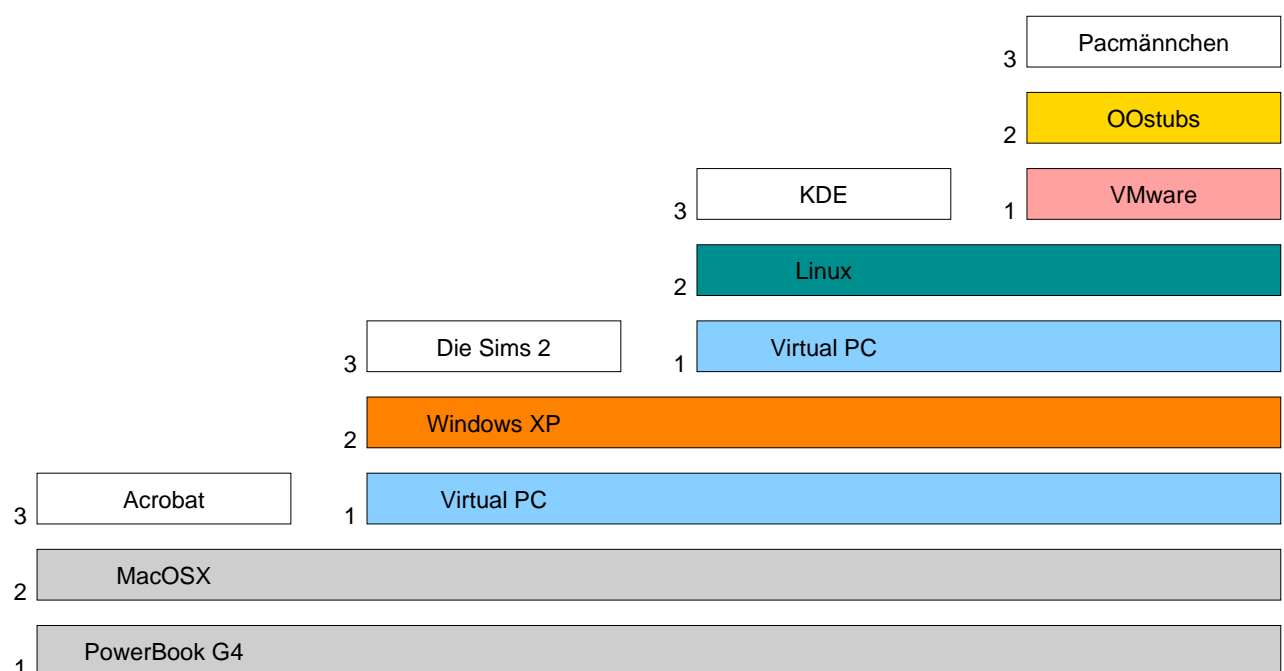 Pacmännchen
3
OOstubs
2
KDE
VMware
3
1
Linux
2
Die Sims 2
Virtual PC
3
1
Windows XP
2
Acrobat
Virtual PC
3
1
MacOSX
2
PowerBook G4
1